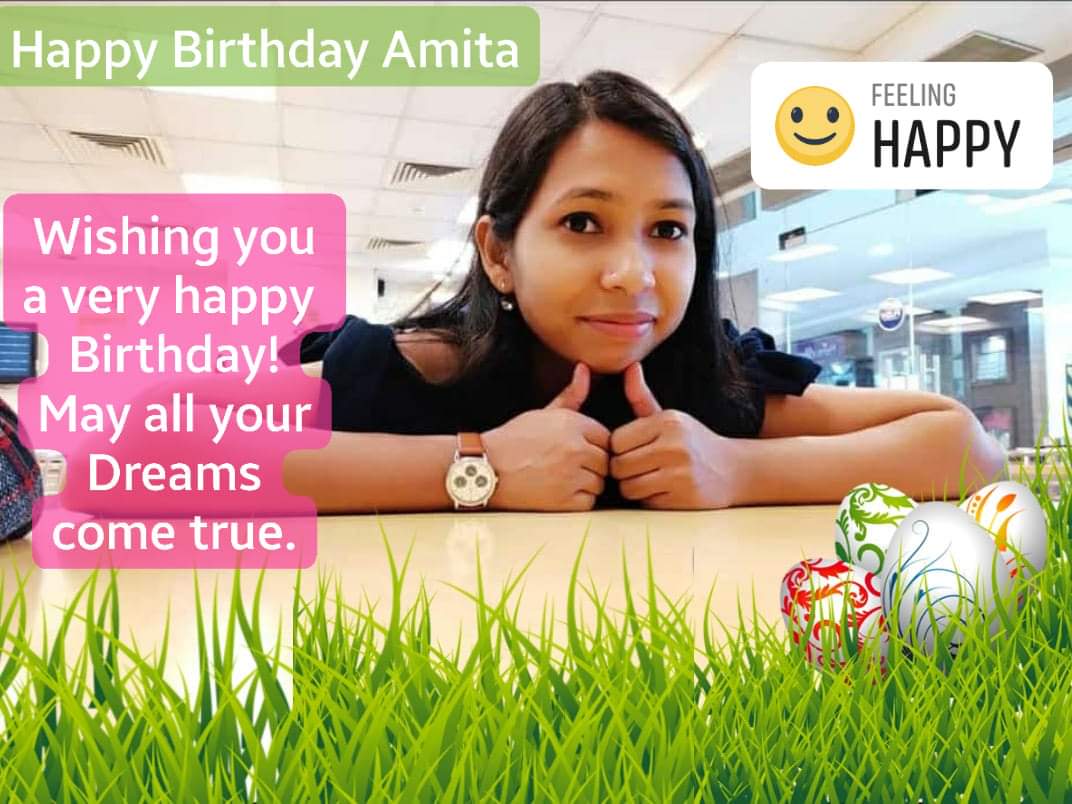 Happy Birthday Amita
FEELING
HAPPY
Wishing you
a very happy
Birthday!
May all your
Dreams
come true.